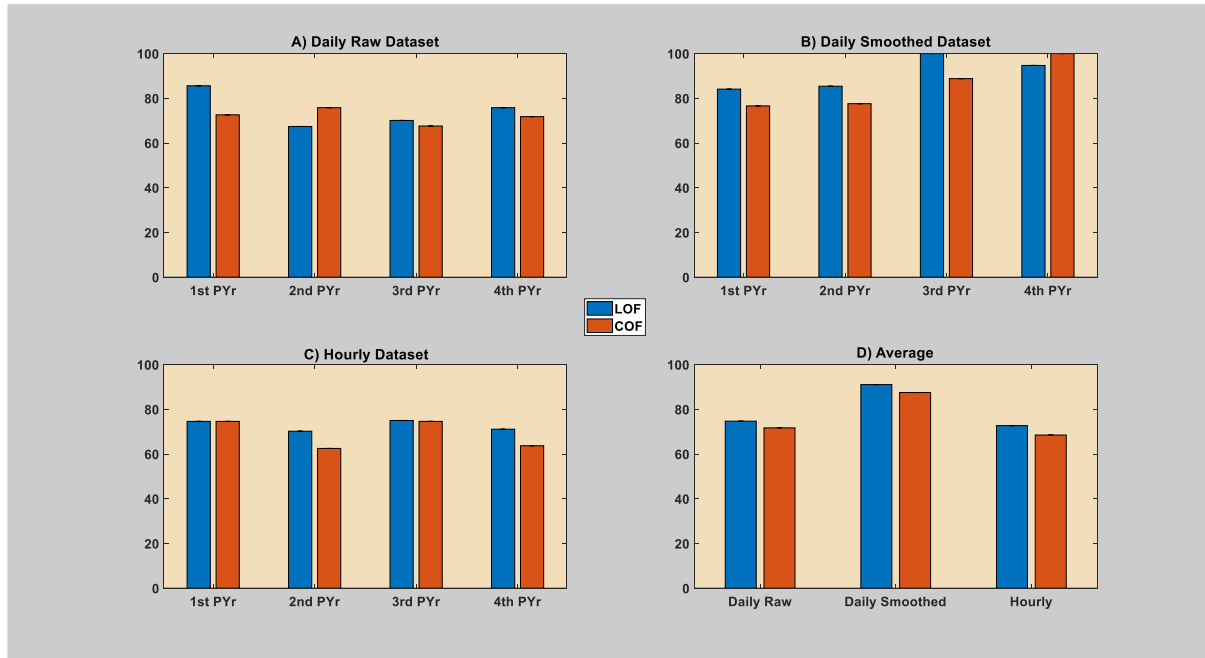 A) Daily Raw Dataset
100
80
60
40
20
0
1st PYr 2nd PYr 3rd PYr 4th PYr
B) Daily Smoothed Dataset
100
80
60
40
20
0
1st PYr 2nd PYr 3rd PYr 4th PYr
LOF
COF
C) Hourly Dataset
100
80
60
40
20
0
1st PYr 2nd PYr 3rd PYr 4th PYr
D) Average
100
80
60
40
20
0
Daily Raw Daily Smoothed Hourly